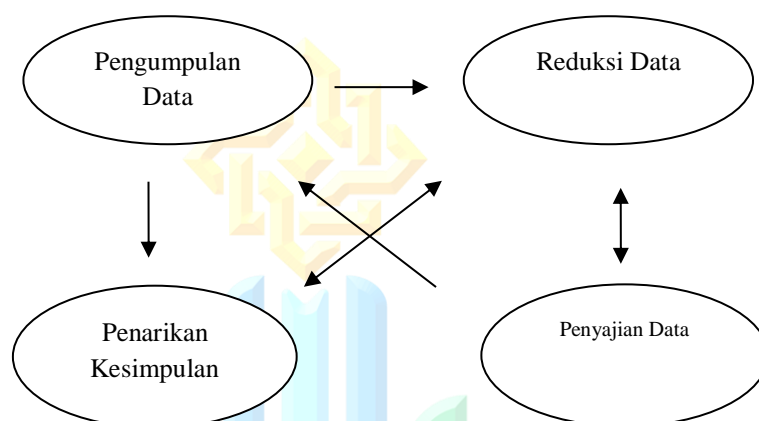 Pengumpulan
Data
Reduksi Data
Penarikan
Kesimpulan
Penyajian Data